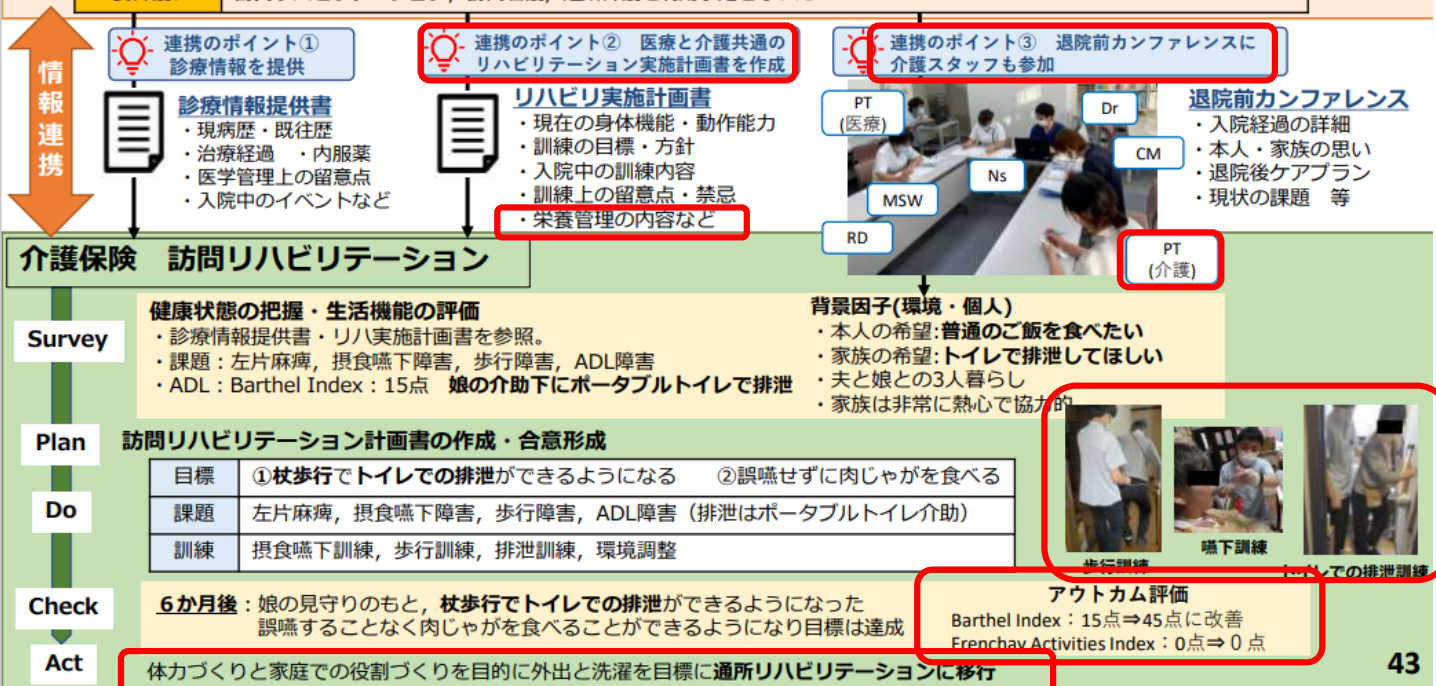 情報連携
連携のポイント①
診療情報を提供
診療情報提供書
・現病歴・既往歴
・治療経過 ・内服薬
・医学管理上の留意点
・入院中のイベントなど
連携のポイント② 医療と介護共通の
リハビリテーション実施計画書を作成
リハビリ実施計画書
・現在の身体機能・動作能力
・訓練の目標・方針
・入院中の訓練内容
・訓練上の留意点・禁忌
・栄養管理の内容など
連携のポイント③ 退院前カンファレンスに
介護スタッフも参加
PT
(医療)
Dr
CM
Ns
MSW
RD
PT
(介護)
退院前カンファレンス
・入院経過の詳細
・本人・家族の思い
・退院後ケアプラン
・現状の課題 等
介護保険 訪問リハビリテーション
Survey
健康状態の把握・生活機能の評価
・診療情報提供書・リハ実施計画書を参照。
・課題：左片麻痺，摂食嚥下障害，歩行障害，ADL障害
・ADL：Barthel Index：15点 娘の介助下にポータブルトイレで排泄
背景因子(環境・個人)
・本人の希望:普通のご飯を食べたい
・家族の希望:トイレで排泄してほしい
・夫と娘との3人暮らし
・家族は非常に熱心で協力的
Plan
訪問リハビリテーション計画書の作成・合意形成
Do
目標 ①杖歩行でトイレでの排泄ができるようになる ②誤嚥せずに肉じゃがを食べる
課題 左片麻痺，摂食嚥下障害，歩行障害，ADL障害（排泄はポータブルトイレ介助）
訓練 摂食嚥下訓練，歩行訓練，排泄訓練，環境調整
歩行訓練
嚥下訓練
トイレでの排泄訓練
Check
６か月後：娘の見守りのもと，杖歩行でトイレでの排泄ができるようになった
誤嚥することなく肉じゃがを食べることができるようになり目標は達成
アウトカム評価
Barthel Index：15点⇒45点に改善
Frenchay Activities Index：0点⇒０点
Act
体力づくりと家庭での役割づくりを目的に外出と洗濯を目標に通所リハビリテーションに移行
43